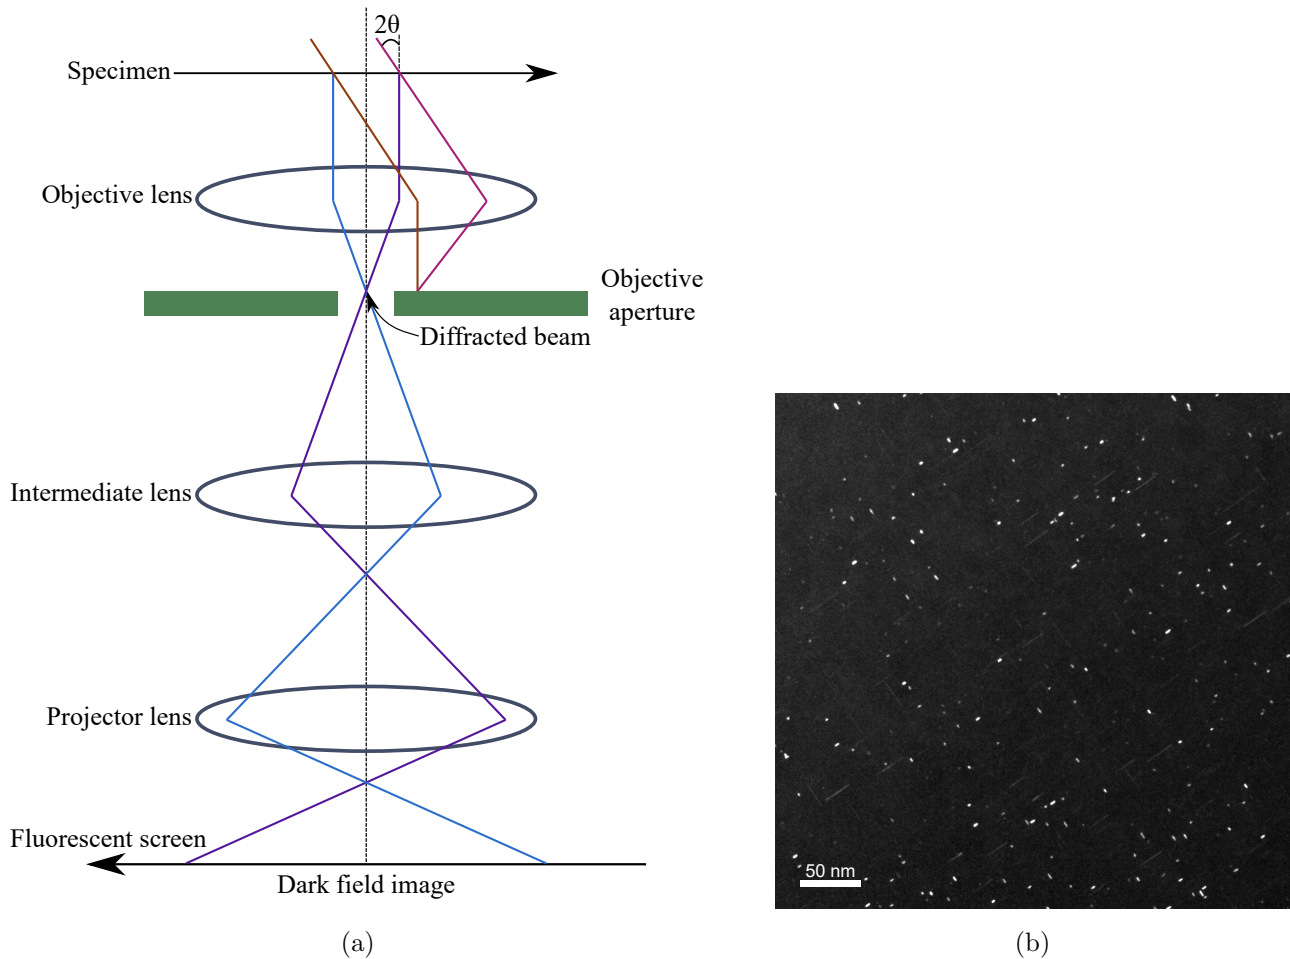 2θ
Specimen
Objective lens
Objective
aperture
Diffracted beam
Intermediate lens
Projector lens
Fluorescent screen
Dark field image
50 nm
(a)
(b)